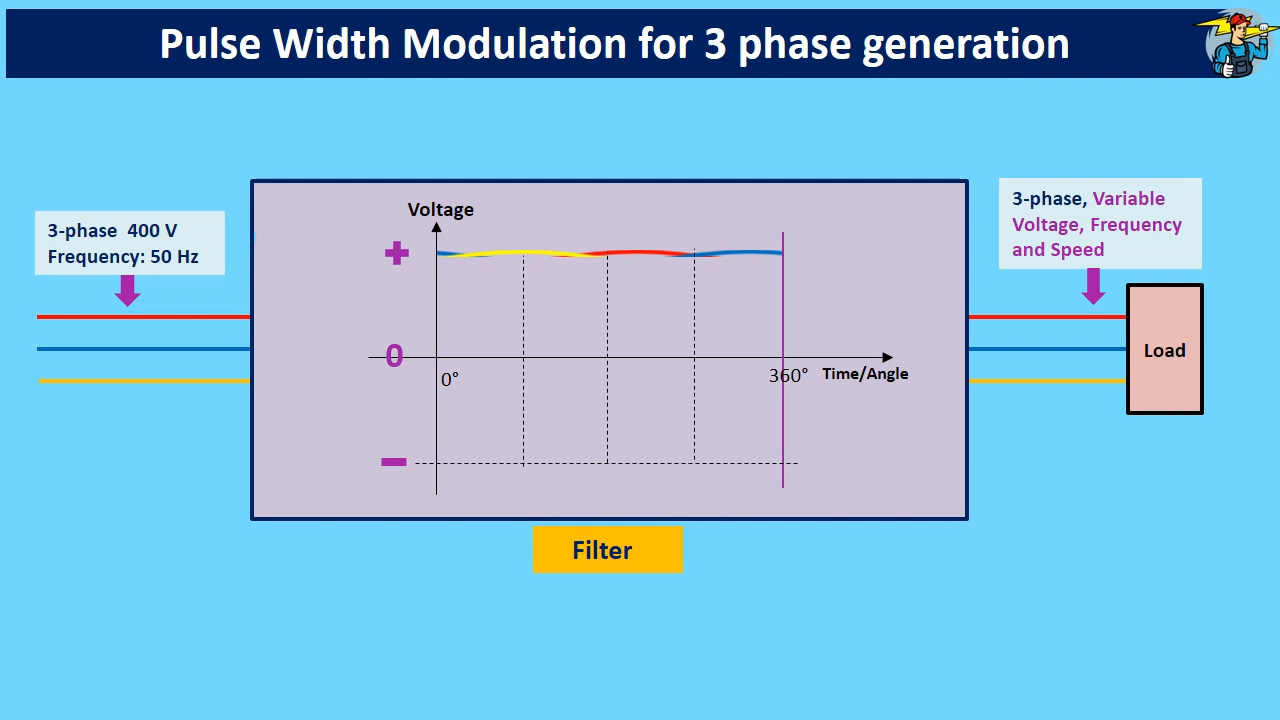 Pulse Width Modulation for 3 phase generation
3-phase 400 V
Frequency: 50 Hz
Voltage
+
0
−
0°
360°
Time/Angle
3-phase, Variable
Voltage, Frequency
and Speed
Load
Filter